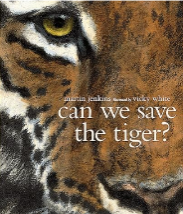 martin jenkins illustrated by vicky white
can we save
the tiger?